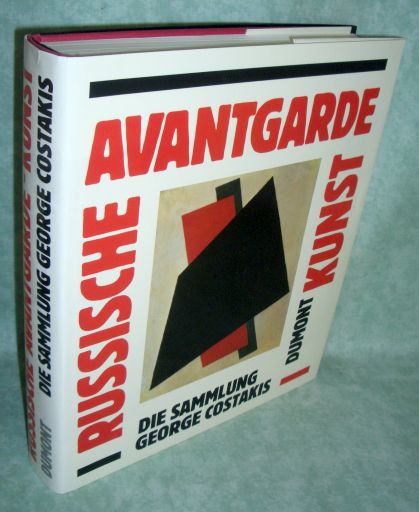 RUSSISCHE
AVANTGARDE
KUNST
DIE SAMMLUNG
GEORGE COSTAKIS
DUMONT
RUSSISCHE AVANTGARDE KUNST
DIE SAMMLUNG GEORGE COSTAKIS
DUMONT